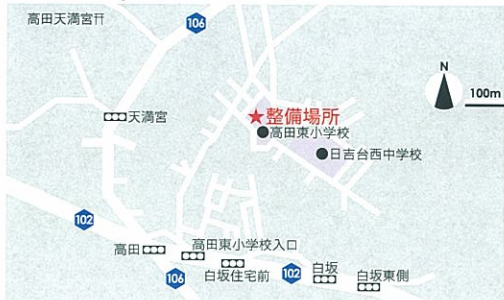 高田天満宮
106
N
100m
天満宮
★整備場所
高田東小学校
日吉台西中学校
102
高田
高田東小学校入口
106
白坂住宅前
102
白坂
白坂東側